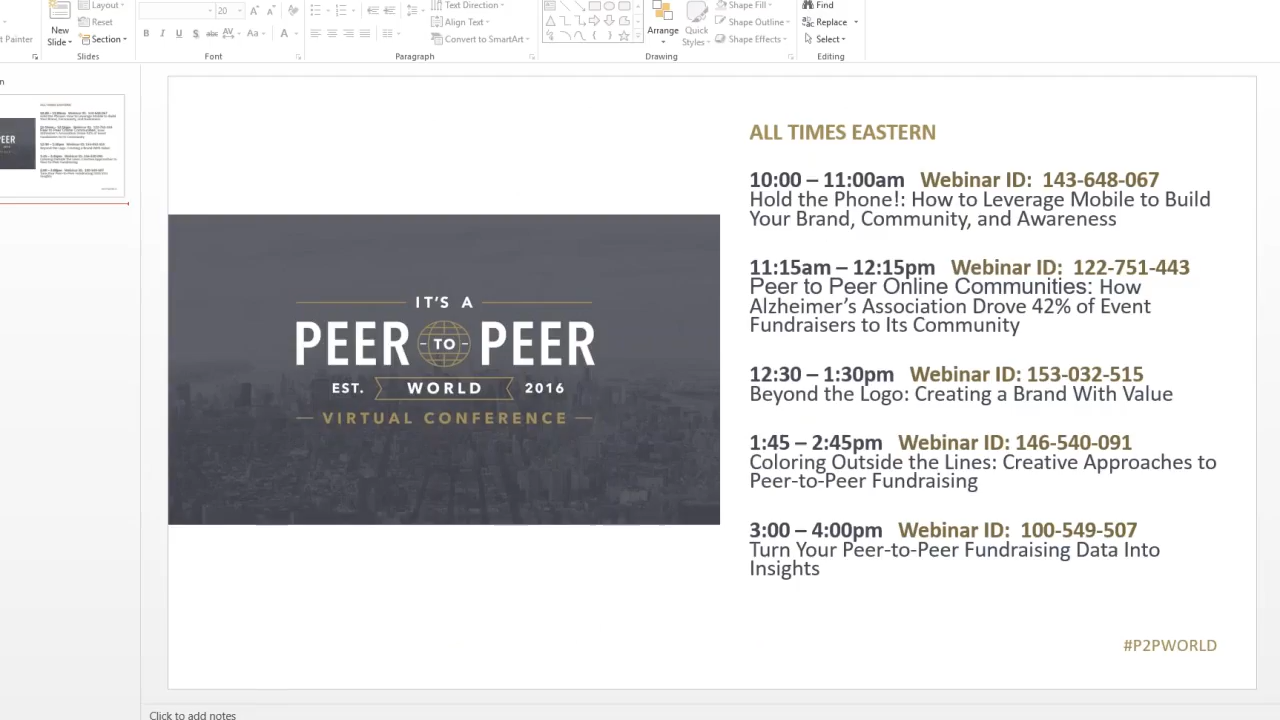 Layout
20
Find
Shape Fill
New
Slide
Reset
Text Direction
Align Text
Arrange
Quick
Styles
Shape Outline
Replace
Painter
Section
B I U S abc AV Aa A
Convert to SmartArt
Shape Effects
Select
Slides
Font
Paragraph
Drawing
Editing
ALL TIMES EASTERN
10:00 – 11:00am Webinar ID: 143-648-067
Hold the Phone!: How to Leverage Mobile to Build
Your Brand, Community, and Awareness
11:15am – 12:15pm Webinar ID: 122-751-443
Peer to Peer Online Communities: How
Alzheimer's Association Drove 42% of Event
Fundraisers to Its Community
12:30 – 1:30pm Webinar ID: 153-032-515
Beyond the Logo: Creating a Brand With Value
1:45 – 2:45pm Webinar ID: 146-540-091
Coloring Outside the Lines: Creative Approaches to
Peer-to-Peer Fundraising
3:00 – 4:00pm Webinar ID: 100-549-507
Turn Your Peer-to-Peer Fundraising Data Into
Insights
#P2PWORLD
IT'S A
PEER -TO- PEER
EST. WORLD 2016
— VIRTUAL CONFERENCE —
Click to add notes